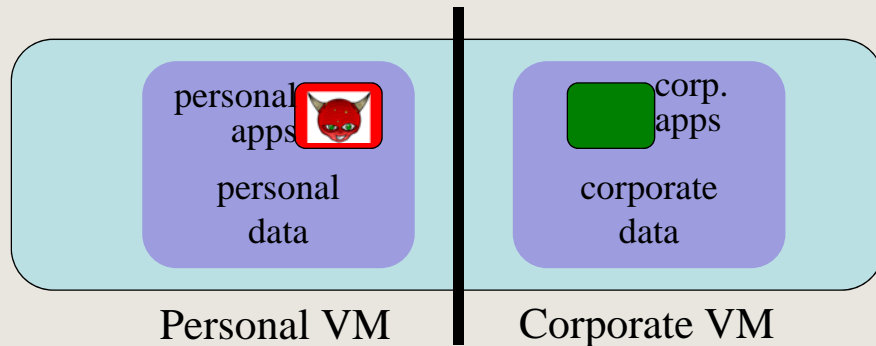 personal
apps
personal
data
Personal VM
corp.
apps
corporate
data
Corporate VM